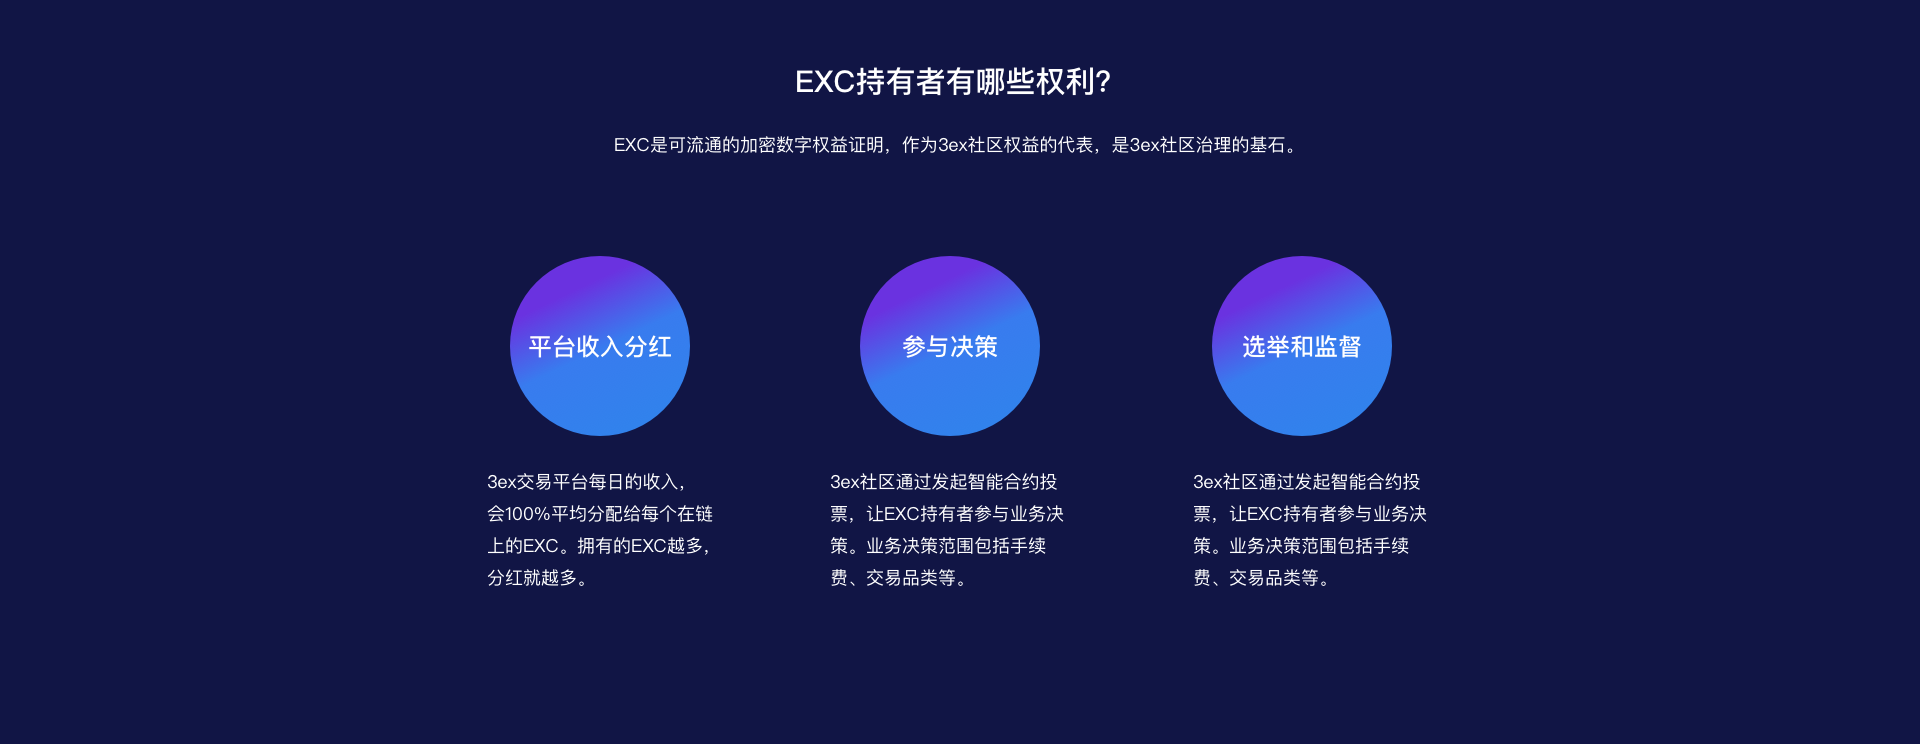 EXC持有者有哪些权利?
EXC是可流通的加密数字权益证明，作为3ex社区权益的代表，是3ex社区治理的基石。
平台收入分红
3ex交易平台每日的收入，
会100%平均分配给每个在链
上的EXC。拥有的EXC越多，
分红就越多。
参与决策
3ex社区通过发起智能合约投
票，让EXC持有者参与业务决
策。业务决策范围包括手续
费、交易品类等。
选举和监督
3ex社区通过发起智能合约投
票，让EXC持有者参与业务决
策。业务决策范围包括手续
费、交易品类等。